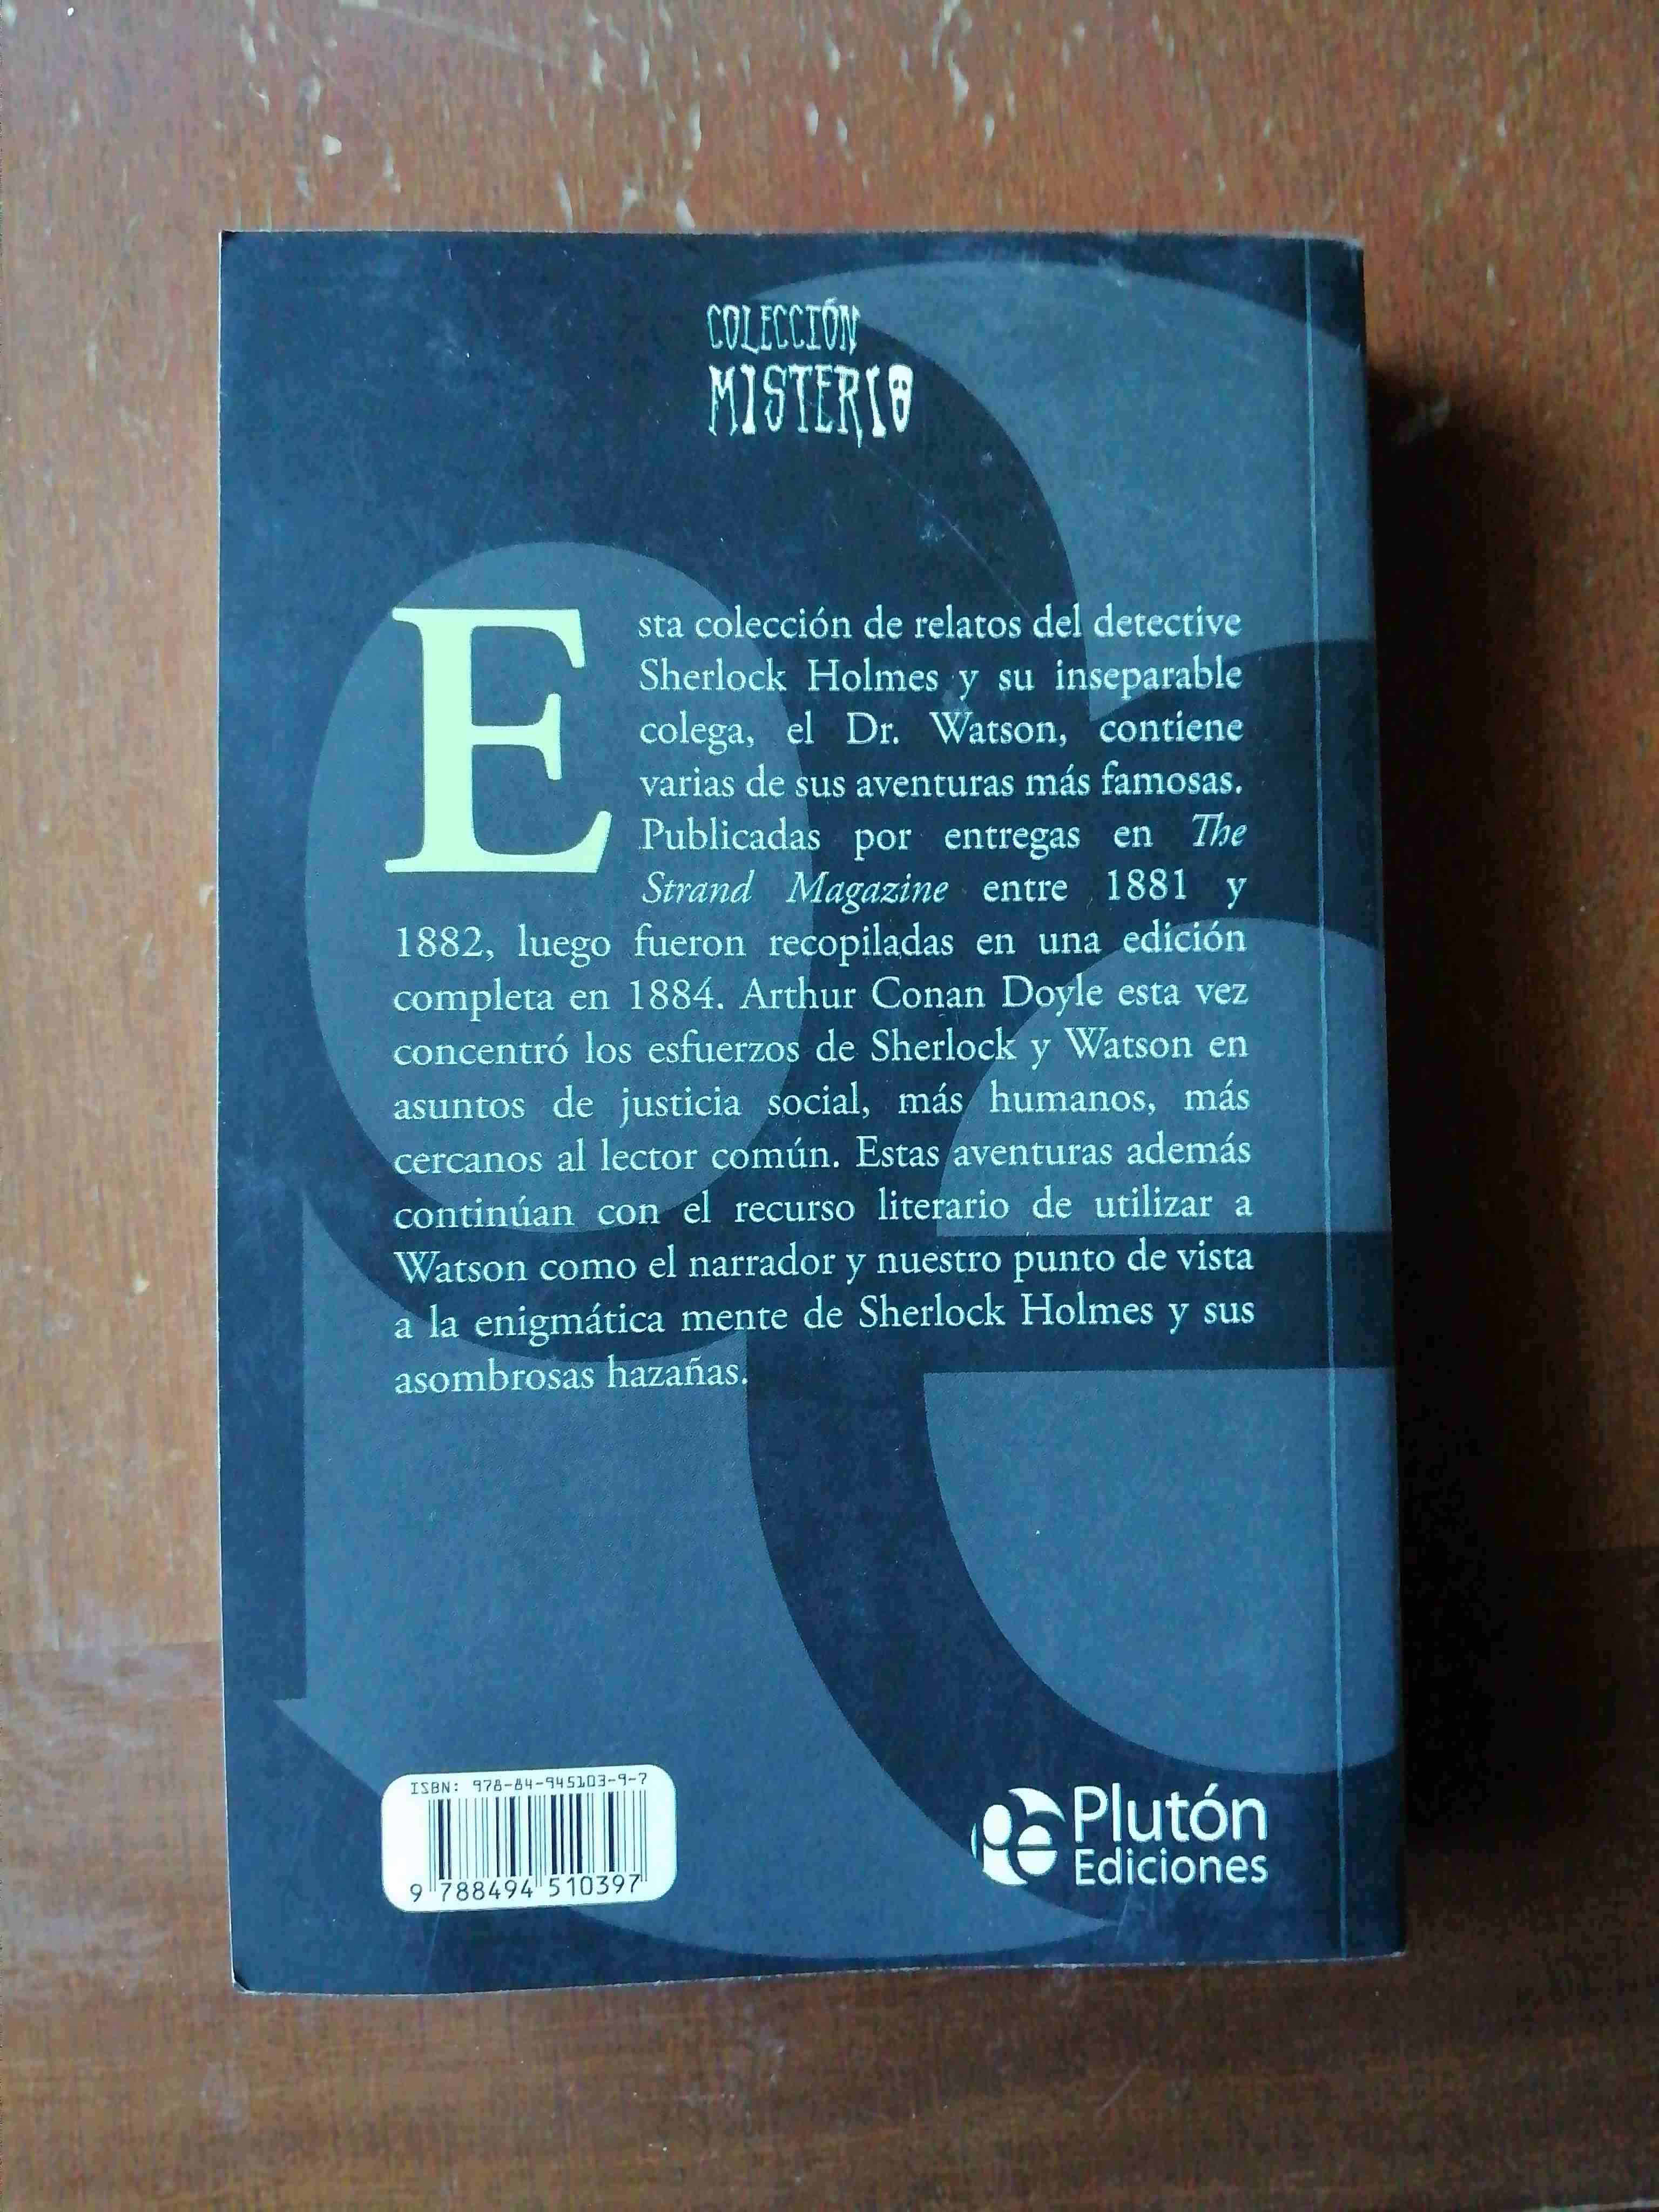 COLECCIÓN
MISTERIO
Esta colección de relatos del detective
Sherlock Holmes y su inseparable
colega, el Dr. Watson, contiene
varias de sus aventuras más famosas.
Publicadas por entregas en The
Strand Magazine entre 1881 y
1882, luego fueron recopiladas en una edición
completa en 1884. Arthur Conan Doyle esta vez
concentró los esfuerzos de Sherlock y Watson en
asuntos de justicia social, más humanos, más
cercanos al lector común. Estas aventuras además
continúan con el recurso literario de utilizar a
Watson como el narrador y nuestro punto de vista
a la enigmática mente de Sherlock Holmes y sus
asombrosas hazañas.
ISBN: 978-84-945103-9-7
9 788494 510397
Plutón
Ediciones